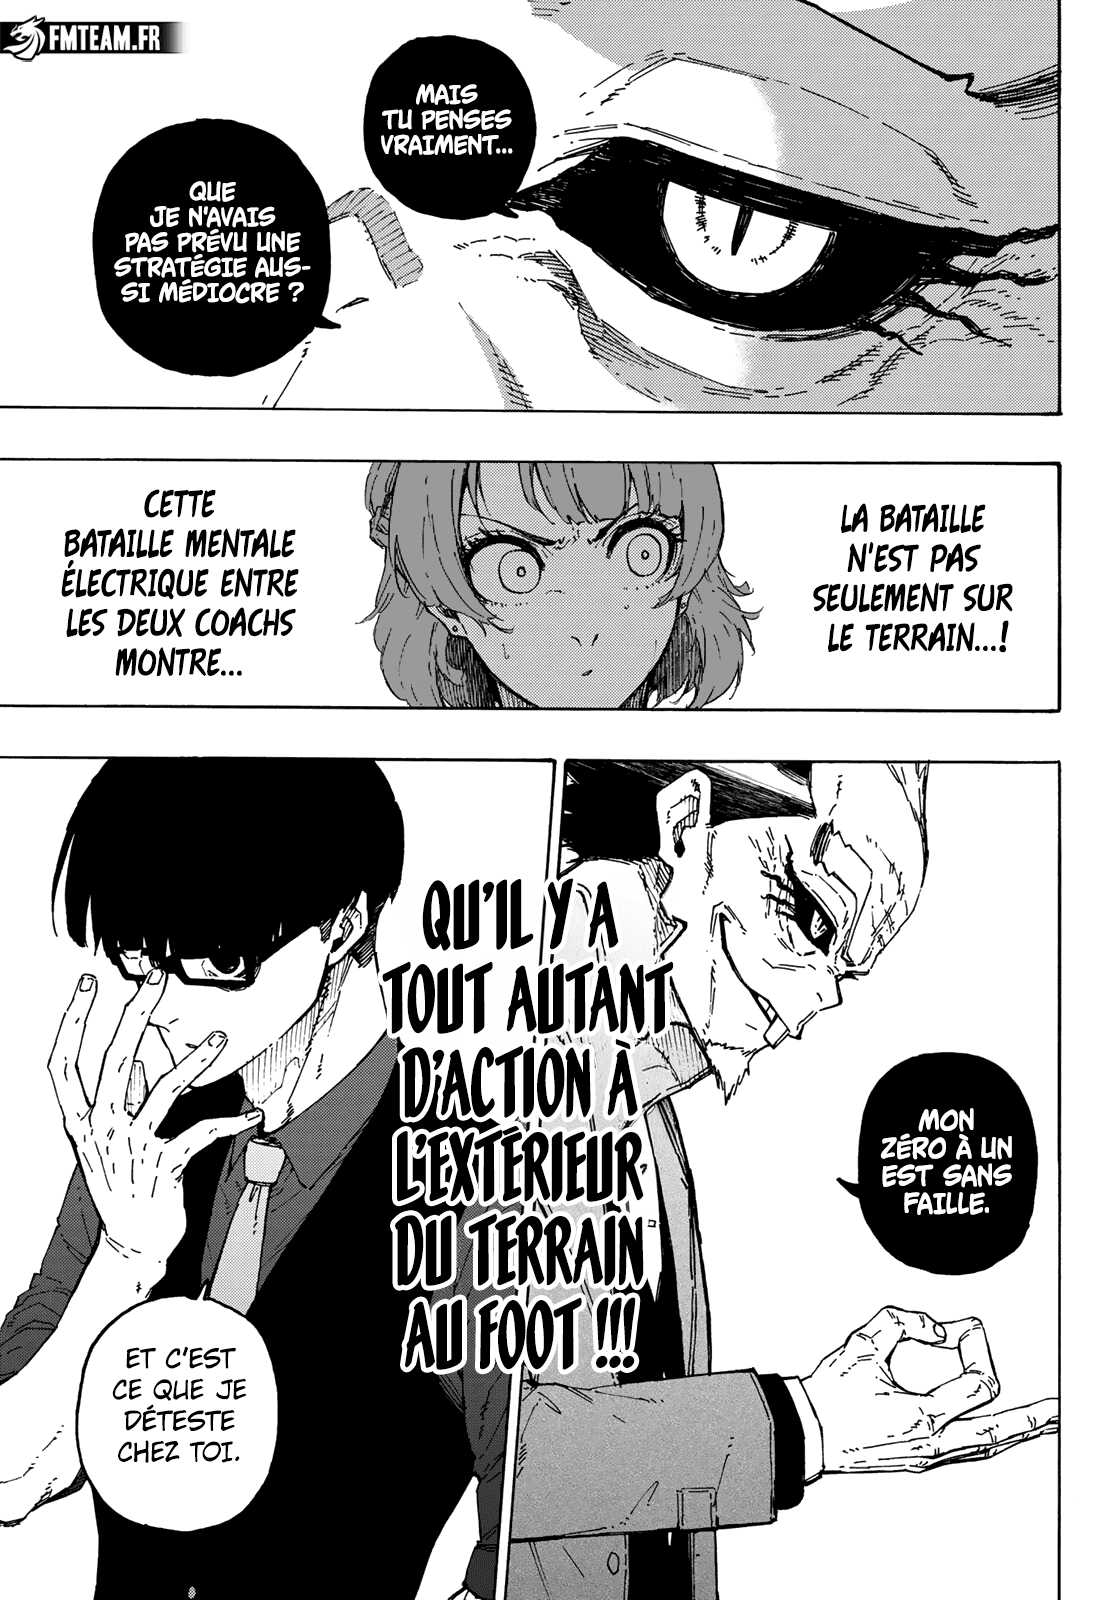 FMTEAM.FR
MAIS
TU PENSES
VRAIMENT...
QUE
JE N'AVAIS
PAS PRÉVU UNE
STRATÉGIE AUS-
SI MÉDIOCRE ?
LA BATAILLE
N'EST PAS
SEULEMENT SUR
LE TERRAIN...!
CETTE
BATAILLE MENTALE
ÉLECTRIQUE ENTRE
LES DEUX COACHS
MONTRE...
QU'IL Y A
TOUT AUTANT
D'ACTION À
L'EXTÉRIEUR
DU TERRAIN
AU FOOT !!!
MON
ZÉRO À UN
EST SANS
FAILLE.
ET C'EST
CE QUE JE
DÉTESTE
CHEZ TOI.